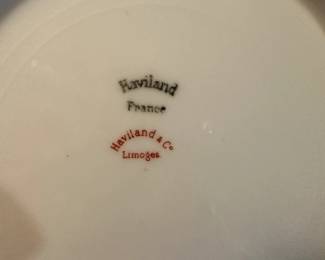 Haviland
France
Haviland & Co
Limoges